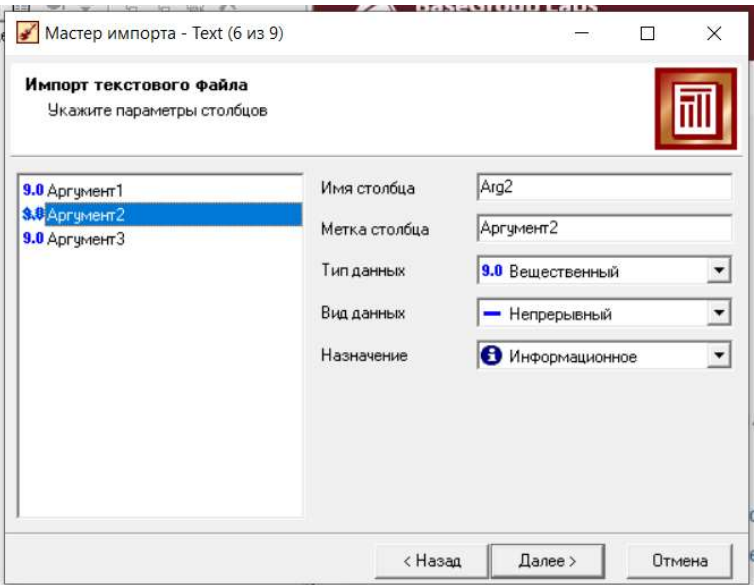 BaseGroup Labs
Мастер импорта - Text (6 из 9)
Импорт текстового файла
Укажите параметры столбцов
9.0 Аргумент1
9.0 Аргумент2
9.0 Аргумент3
Имя столбца
Arg2
Метка столбца
Аргумент2
Тип данных
9.0 Вещественный
Вид данных
Непрерывный
Назначение
Информационное
< Назад
Далее >
Отмена